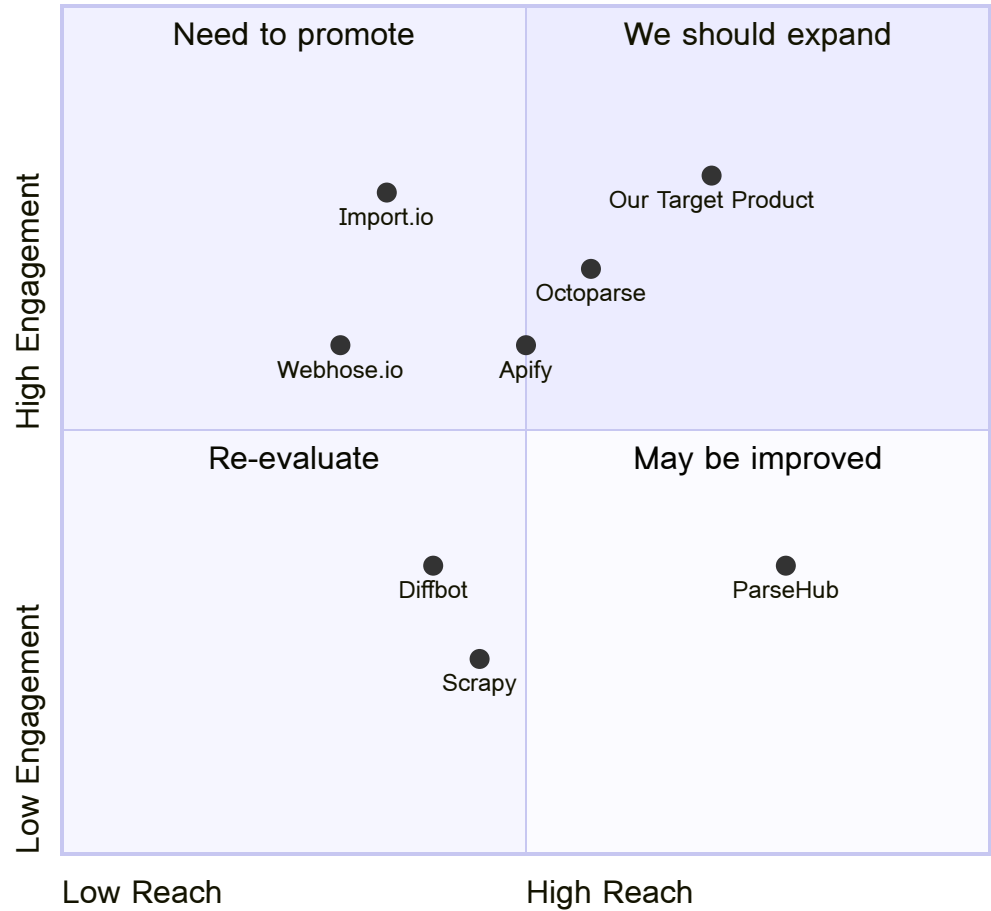 Need to promote
We should expand
High Engagement
Import.io
Our Target Product
Octoparse
Webhose.io
Apify
Re-evaluate
May be improved
Low Engagement
Diffbot
ParseHub
Scrapy
Low Reach
High Reach